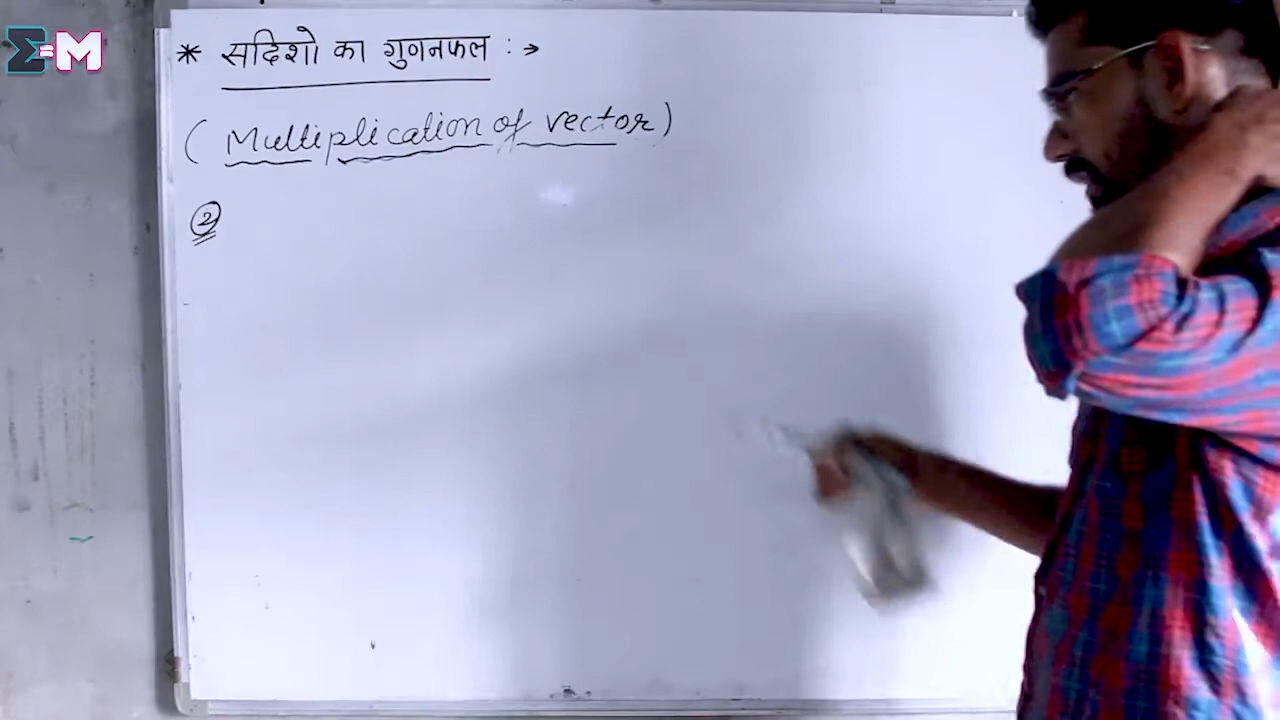 Σ=M
* सदिशो का गुणनफल :→
( Multiplication of vector )
2